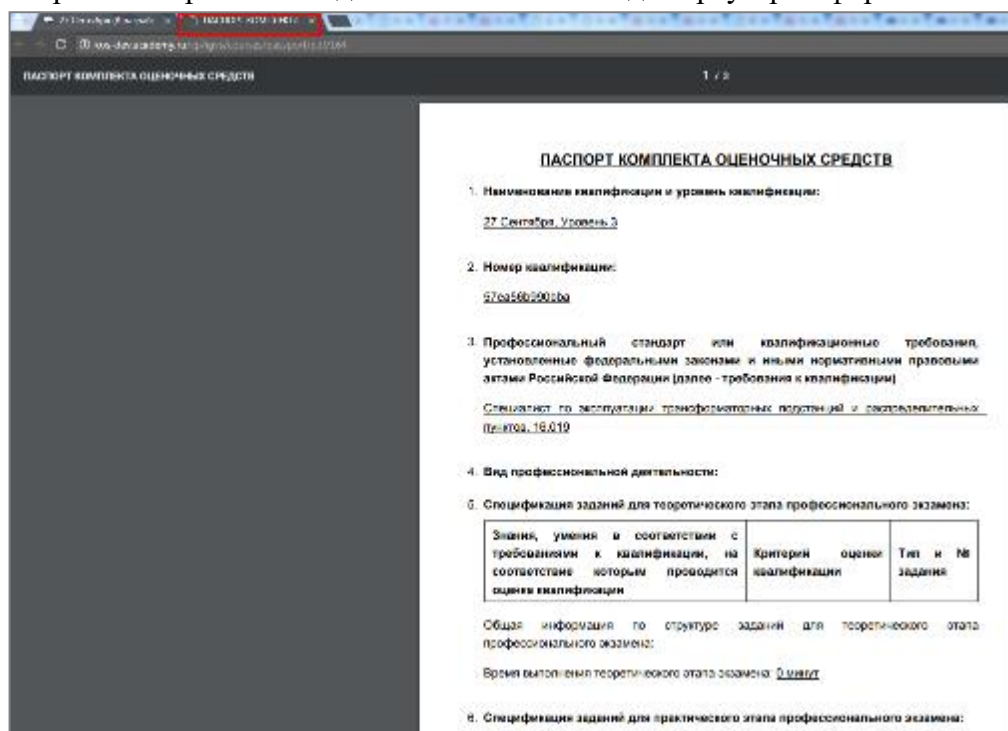 ПАСПОРТ КОМПЛЕКТА
ПАСПОРТ КОМПЛЕКТА ОЦЕНОЧНЫХ СРЕДСТВ
1 / 3
ПАСПОРТ КОМПЛЕКТА ОЦЕНОЧНЫХ СРЕДСТВ
1. Наименование квалификации и уровень квалификации:
27 Сентября, Уровень 3
2. Номер квалификации:
3. Профессиональный стандарт или квалификационные требования,
установленные федеральными законами и иными нормативными правовыми
актами Российской Федерации (далее - требования к квалификации)
Специалист по эксплуатации трансформаторных подстанций и распределительных
пунктов, 16.019
4. Вид профессиональной деятельности:
5. Спецификация заданий для теоретического этапа профессионального экзамена:
Знания, умения в соответствии с
требованиями к квалификации, на
соответствие которым проводится
оценка квалификации
Критерий оценки
квалификации
Тип и №
задания
Общая информация по структуре заданий для теоретического этапа
профессионального экзамена:
Время выполнения теоретического этапа экзамена: 0 минут
6. Спецификация заданий для практического этапа профессионального экзамена: